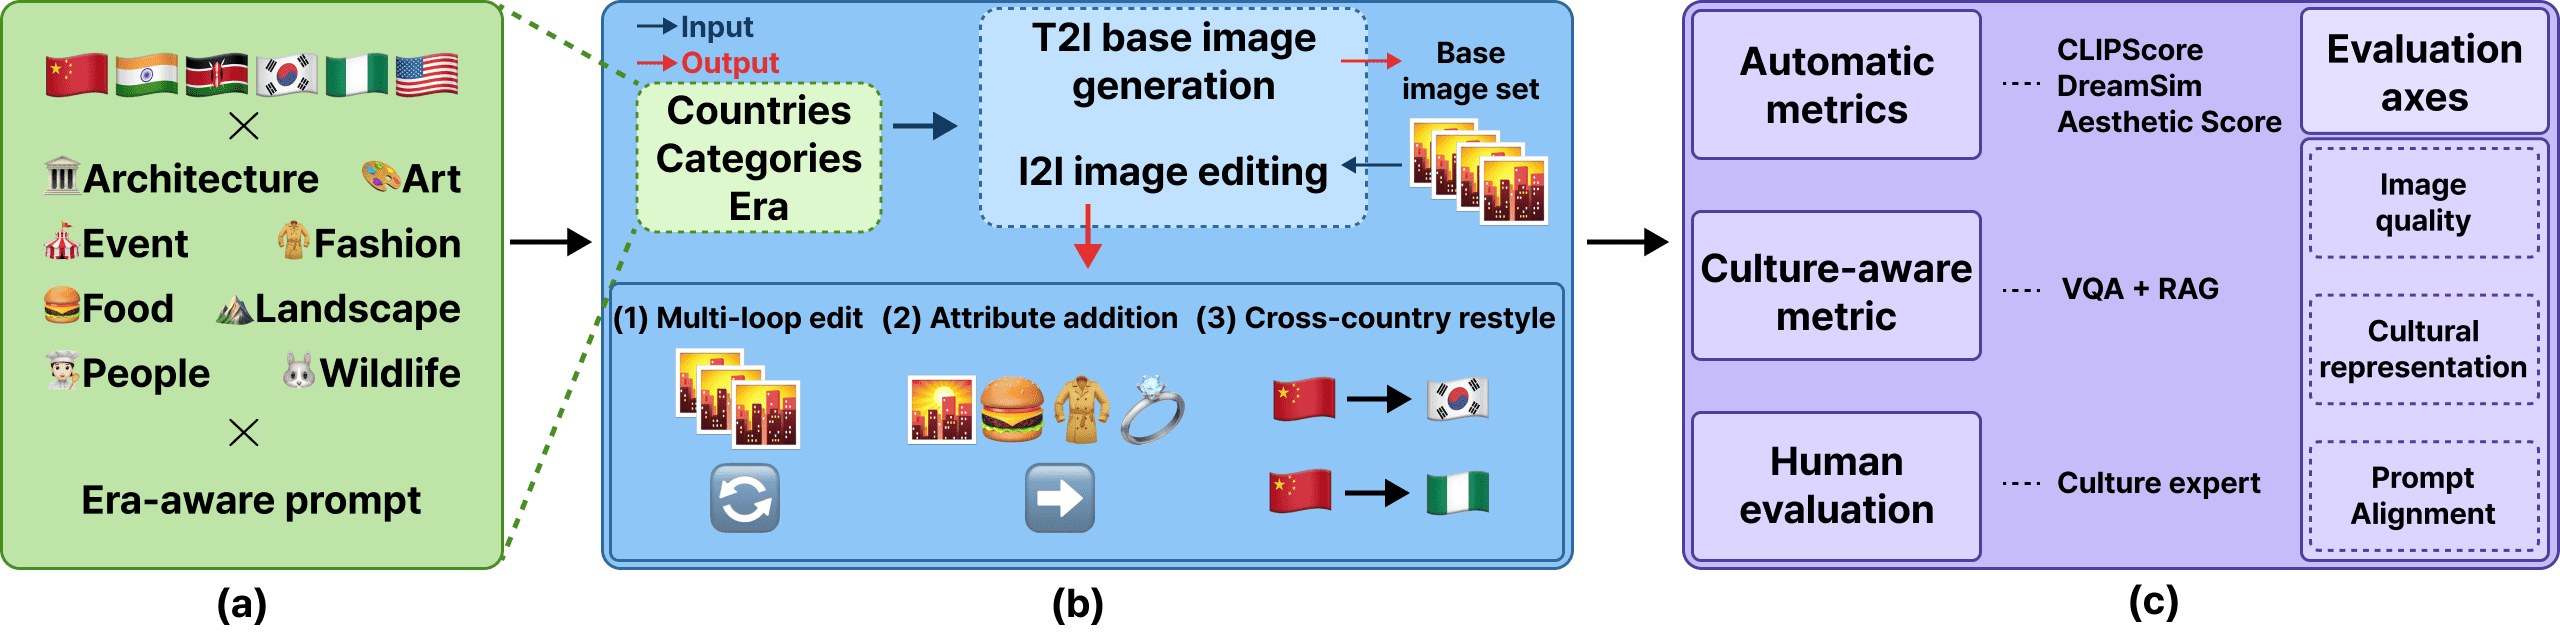 Architecture
Art
Event
Fashion
Food
Landscape
People
Wildlife
Era-aware prompt
(a)
Input
Output
Countries
Categories
Era
T2I base image
generation
I2I image editing
Base
image set
(1) Multi-loop edit
(2) Attribute addition
(3) Cross-country restyle
(b)
Automatic
metrics
CLIPScore
DreamSim
Aesthetic Score
Culture-aware
metric
VQA + RAG
Human
evaluation
Culture expert
Evaluation
axes
Image
quality
Cultural
representation
Prompt
Alignment
(c)